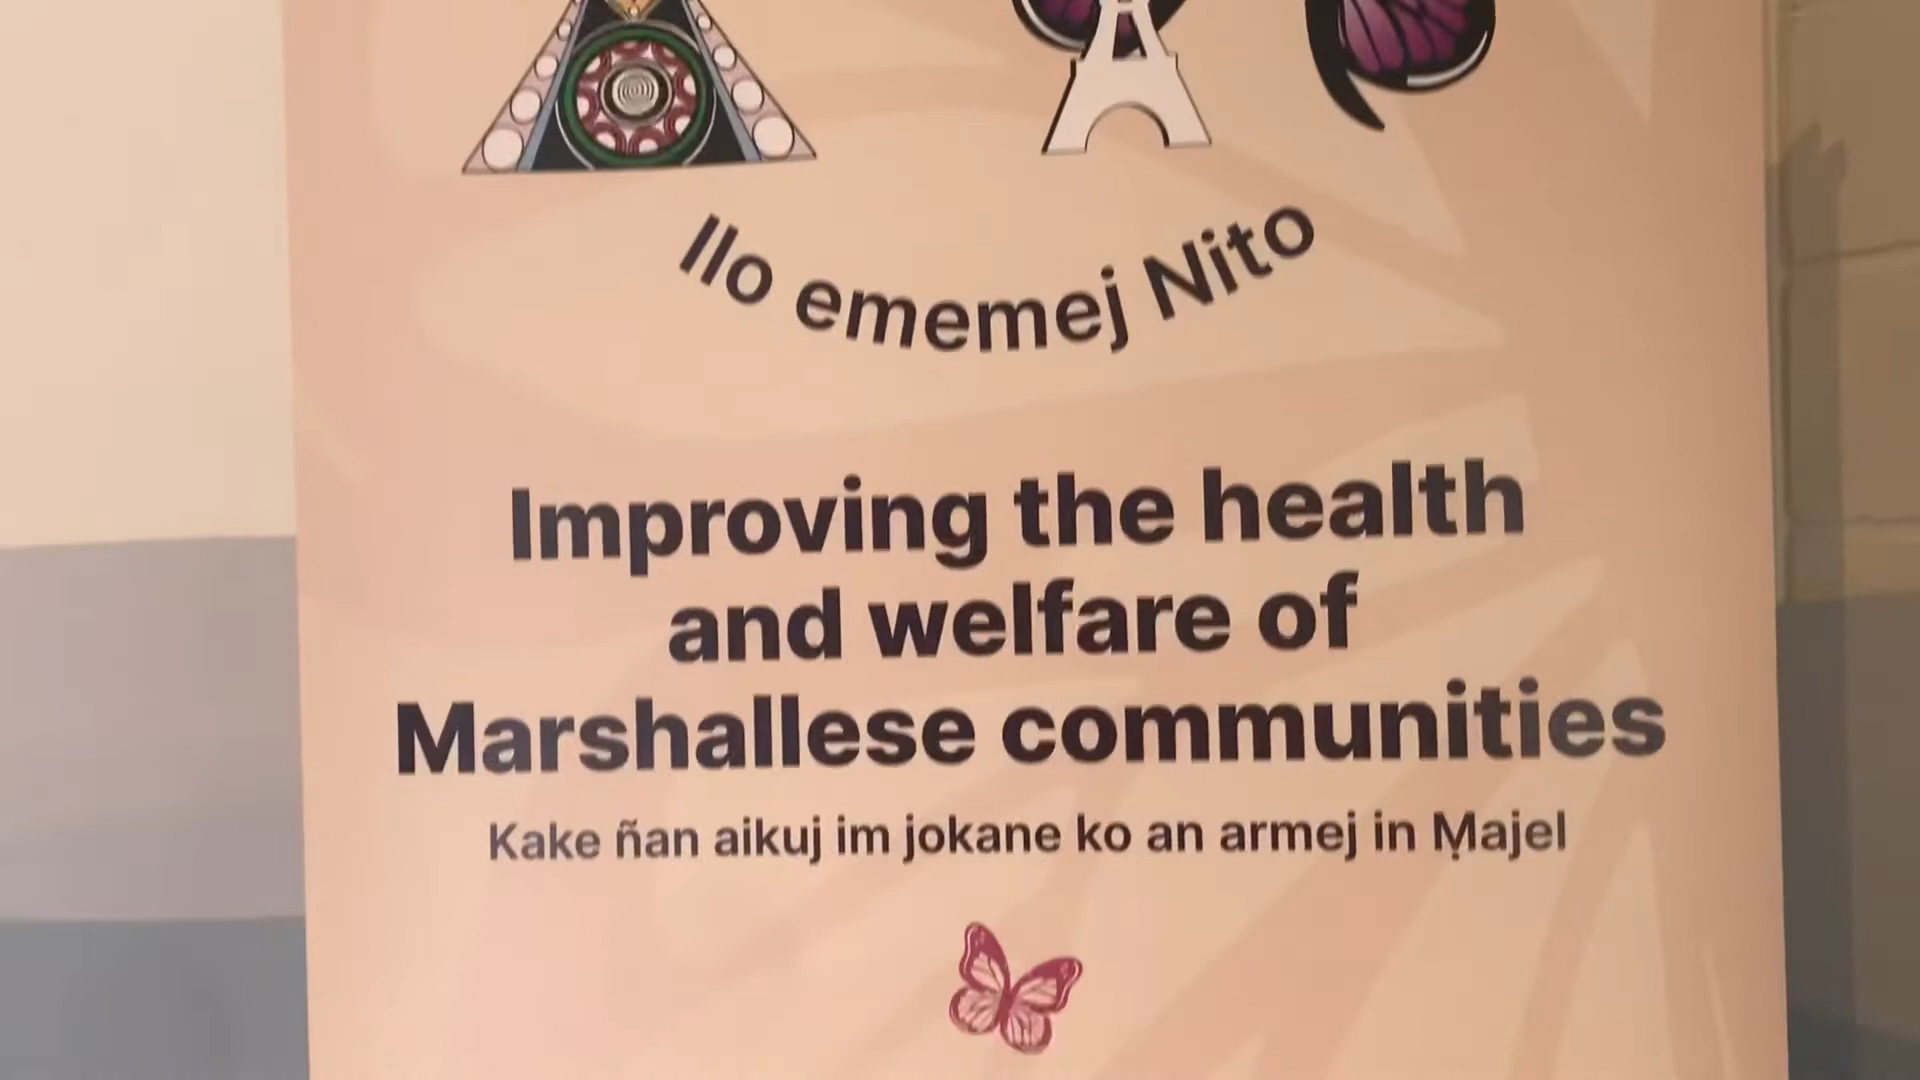 Ilo ememej Nito
Improving the health
and welfare of
Marshallese communities
Kake ñan aikuj im jokane ko an armej in M̧ajel